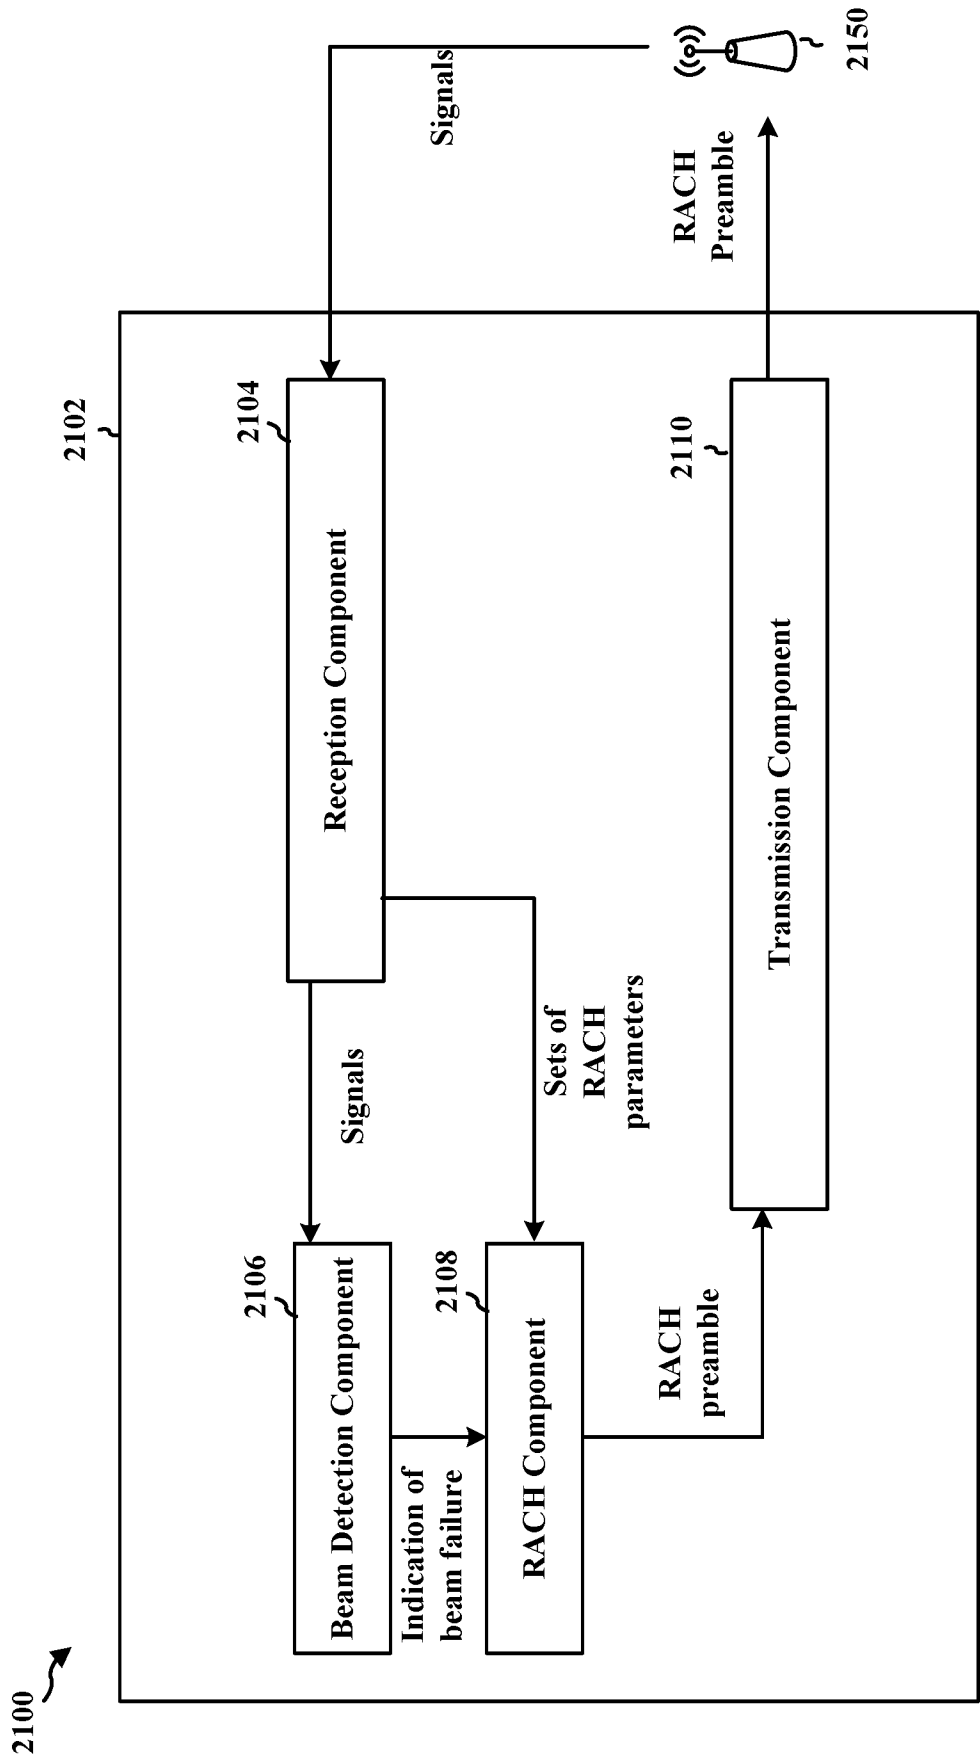 2100
2102
2104
Reception Component
Signals
2150
Signals
Sets of
RACH
parameters
2106
Beam Detection Component
Indication of
beam failure
2108
RACH Component
RACH
preamble
2110
Transmission Component
RACH
Preamble